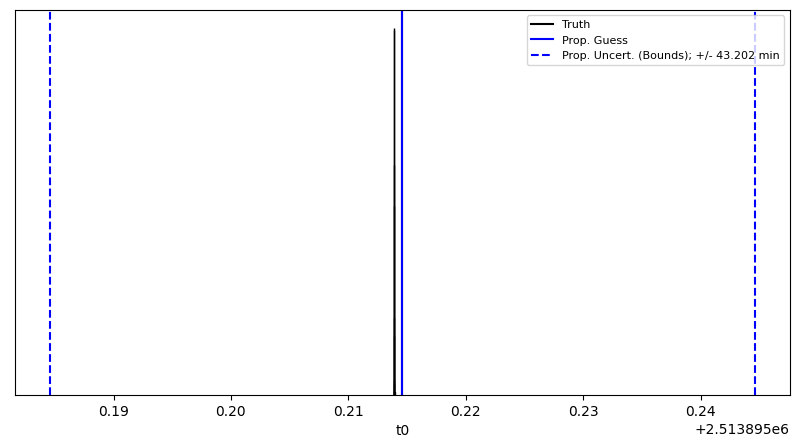 Truth
Prop. Guess
Prop. Uncert. (Bounds); +/- 43.202 min
0.19 0.20 0.21 0.22 0.23 0.24
t0
+2.513895e6